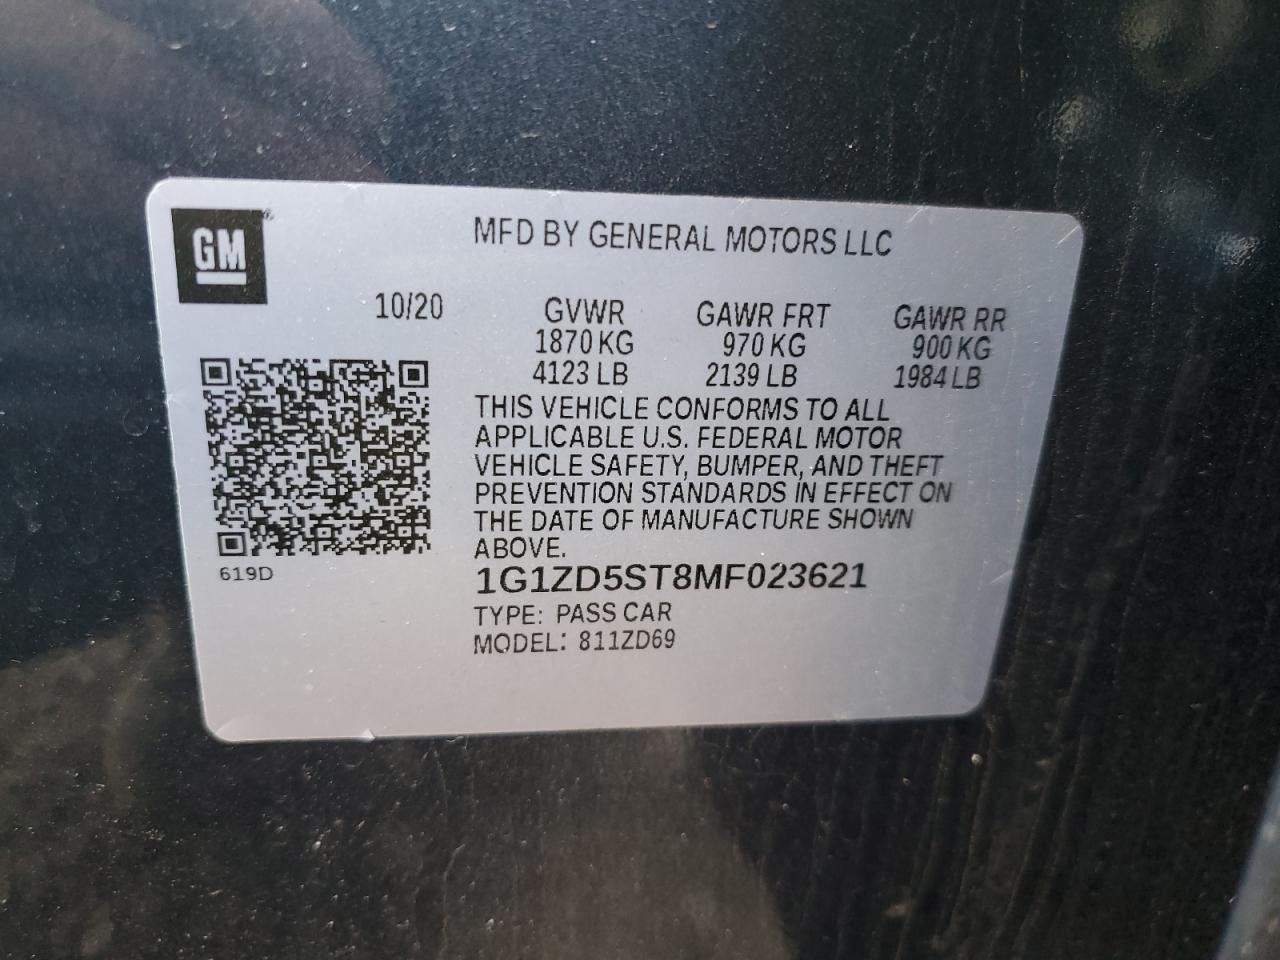 GM
MFD BY GENERAL MOTORS LLC
10/20 GVWR GAWR FRT GAWR RR
1870 KG 970 KG 900 KG
4123 LB 2139 LB 1984 LB
THIS VEHICLE CONFORMS TO ALL
APPLICABLE U.S. FEDERAL MOTOR
VEHICLE SAFETY, BUMPER, AND THEFT
PREVENTION STANDARDS IN EFFECT ON
THE DATE OF MANUFACTURE SHOWN
ABOVE.
619D
1G1ZD5ST8MF023621
TYPE: PASS CAR
MODEL: 811ZD69